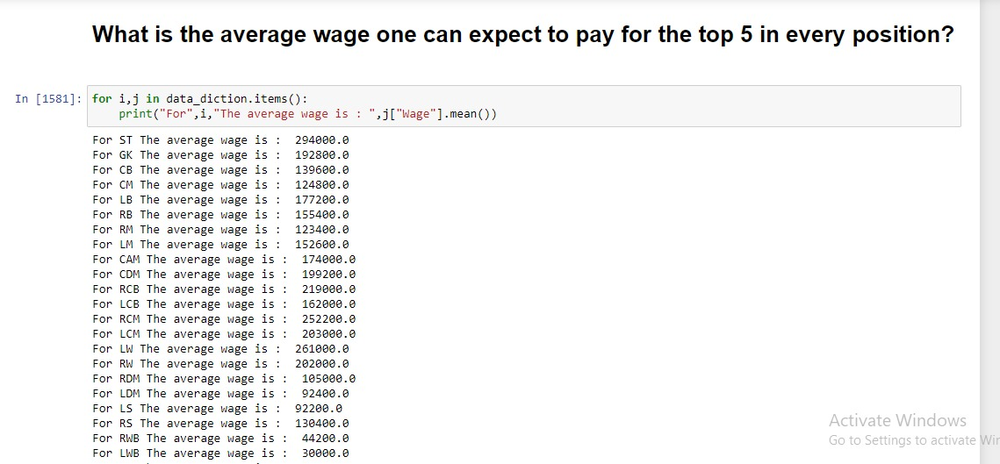 What is the average wage one can expect to pay for the top 5 in every position?
In [1581]: for i,j in data_diction.items():
print("For",i,"The average wage is : ",j["Wage"].mean())
For ST The average wage is :  294000.0
For GK The average wage is :  192800.0
For CB The average wage is :  139600.0
For CM The average wage is :  124800.0
For LB The average wage is :  177200.0
For RB The average wage is :  155400.0
For RM The average wage is :  123400.0
For LM The average wage is :  152600.0
For CAM The average wage is :  174000.0
For CDM The average wage is :  199200.0
For RCB The average wage is :  219000.0
For LCB The average wage is :  162000.0
For RCM The average wage is :  252200.0
For LCM The average wage is :  203000.0
For LW The average wage is :  261000.0
For RW The average wage is :  202000.0
For RDM The average wage is :  105000.0
For LDM The average wage is :  92400.0
For LS The average wage is :  92200.0
For RS The average wage is :  130400.0
For RWB The average wage is :  44200.0
For LWB The average wage is :  30000.0
Activate Windows
Go to Settings to activate Wir